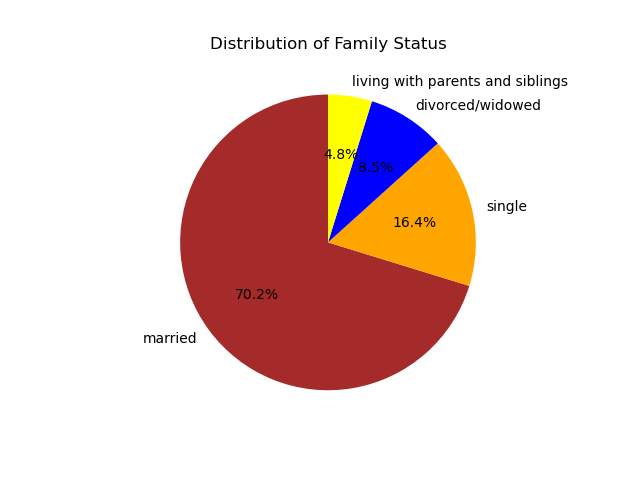 Distribution of Family Status
living with parents and siblings
divorced/widowed
4.8%
8.5%
single
16.4%
70.2%
married